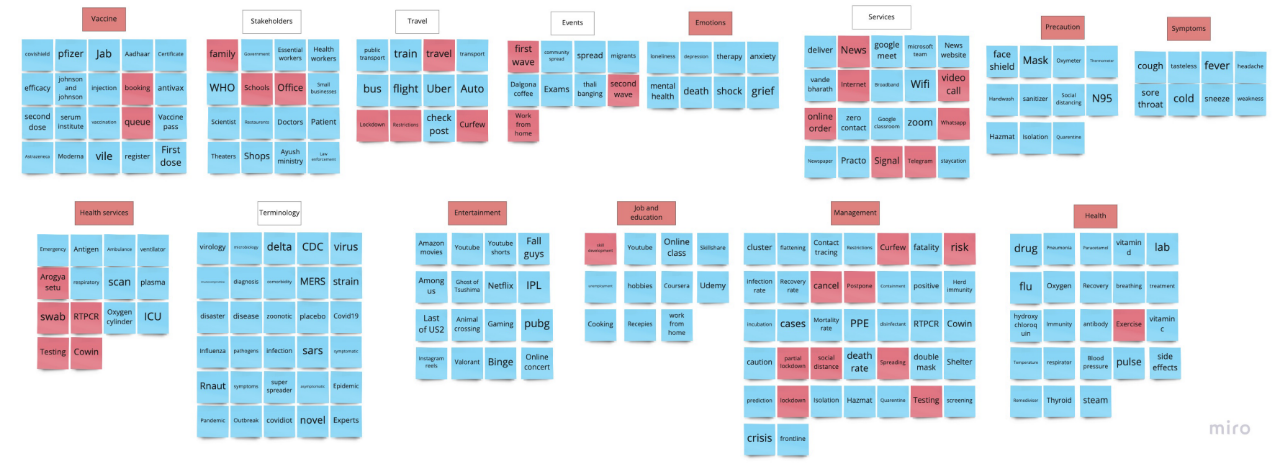 Vaccine
covishield pfizer Jab Aadhaar Certificate
efficacy johnson and johnson injection booking antivax
second dose serum institute vaccination queue Vaccine pass
Moderna vile register First dose
Stakeholders
family Government Essential workers Health workers
WHO Schools Office Small businesses
Scientist Restaurants Doctors Patient
Theaters Shops Ayush ministry Law enforcement
Travel
public transport train travel transport
bus flight Uber Auto
Lockdown Restrictions check post Curfew
Events
first wave community spread spread migrants
Dalgona coffee Exams thali banging second wave
Work from home
Emotions
loneliness depression therapy anxiety
mental health death shock grief
Services
deliver News google meet microsoft team News website
vande bharath Internet Broadband Wifi video call
online order zero contact Google classroom zoom Whatsapp
Newspaper Practo Signal Telegram staycation
Precaution
face shield Mask Oxymeter Thermometer
Handwash sanitizer Social distancing N95
Hazmat Isolation Quarantine
Symptoms
cough tasteless fever headache
sore throat cold sneeze weakness
Health services
Emergency Antigen Ambulance ventilator
Arogya setu respiratory scan plasma
swab RTPCR Oxygen cylinder ICU
Testing Cowin
Terminology
virology microbiology delta CDC virus
diagnosis comorbidity MERS strain
disaster disease zoonotic placebo Covid19
Influenza pathogens infection sars symptomatic
Rnaut symptoms super spreader asymptomatic Epidemic
Pandemic Outbreak covidiot novel Experts
Entertainment
Amazon movies Youtube Youtube shorts Fall guys
Among us Ghost of Tsushima Netflix IPL
Last of US2 Animal crossing Gaming pubg
Instagram reels Valorant Binge Online concert
Job and education
skill development Youtube Online class Skillshare
unemployment hobbies Coursera Udemy
Cooking Recepies work from home
Management
cluster flattening Contact tracing Restrictions Curfew fatality risk
infection rate Recovery rate cancel Postpone Containment positive Herd immunity
incubation cases Mortality rate PPE disinfectant RTPCR Cowin
caution partial lockdown social distance death rate Spreading double mask Shelter
prediction lockdown Isolation Hazmat Quarantine Testing screening
crisis frontline
Health
drug Pneumonia Paracetamol vitamin d lab
flu Oxygen Recovery breathing treatment
hydroxy chloroq uin Immunity antibody Exercise vitamin c
Temperature respirator Blood pressure pulse side effects
Remedisivir Thyroid steam
miro